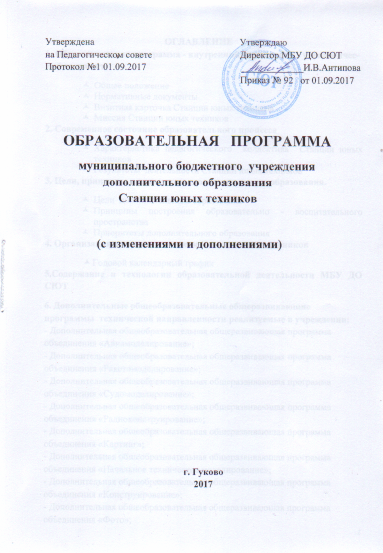 Утверждена
на Педагогическом совете
Протокол №1 01.09.2017
Утверждаю
Директор МБУ ДО СЮТ
И.В.Антипова
Приказ № 92 от 01.09.2017
ОБРАЗОВАТЕЛЬНАЯ ПРОГРАММА
муниципального бюджетного учреждения
дополнительного образования
Станции юных техников
(с изменениями и дополнениями)
г. Гуково
2017